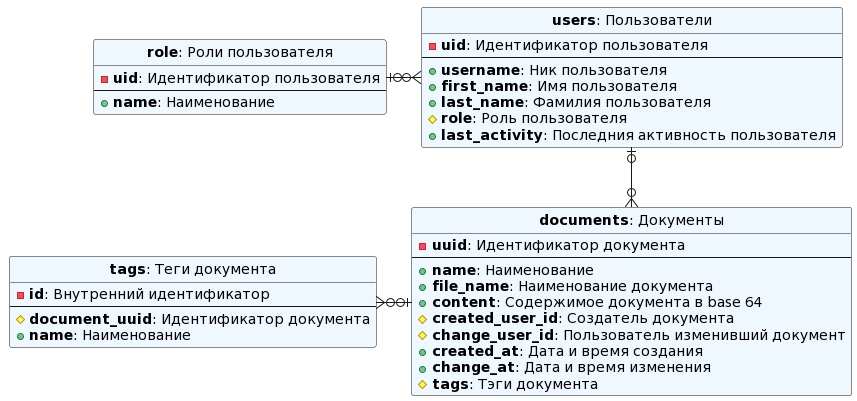 role: Роли пользователя
uid: Идентификатор пользователя
name: Наименование
users: Пользователи
uid: Идентификатор пользователя
username: Ник пользователя
first_name: Имя пользователя
last_name: Фамилия пользователя
role: Роль пользователя
last_activity: Последния активность пользователя
tags: Теги документа
id: Внутренний идентификатор
document_uuid: Идентификатор документа
name: Наименование
documents: Документы
uuid: Идентификатор документа
name: Наименование
file_name: Наименование документа
content: Содержимое документа в base 64
created_user_id: Создатель документа
change_user_id: Пользователь изменивший документ
created_at: Дата и время создания
change_at: Дата и время изменения
tags: Тэги документа